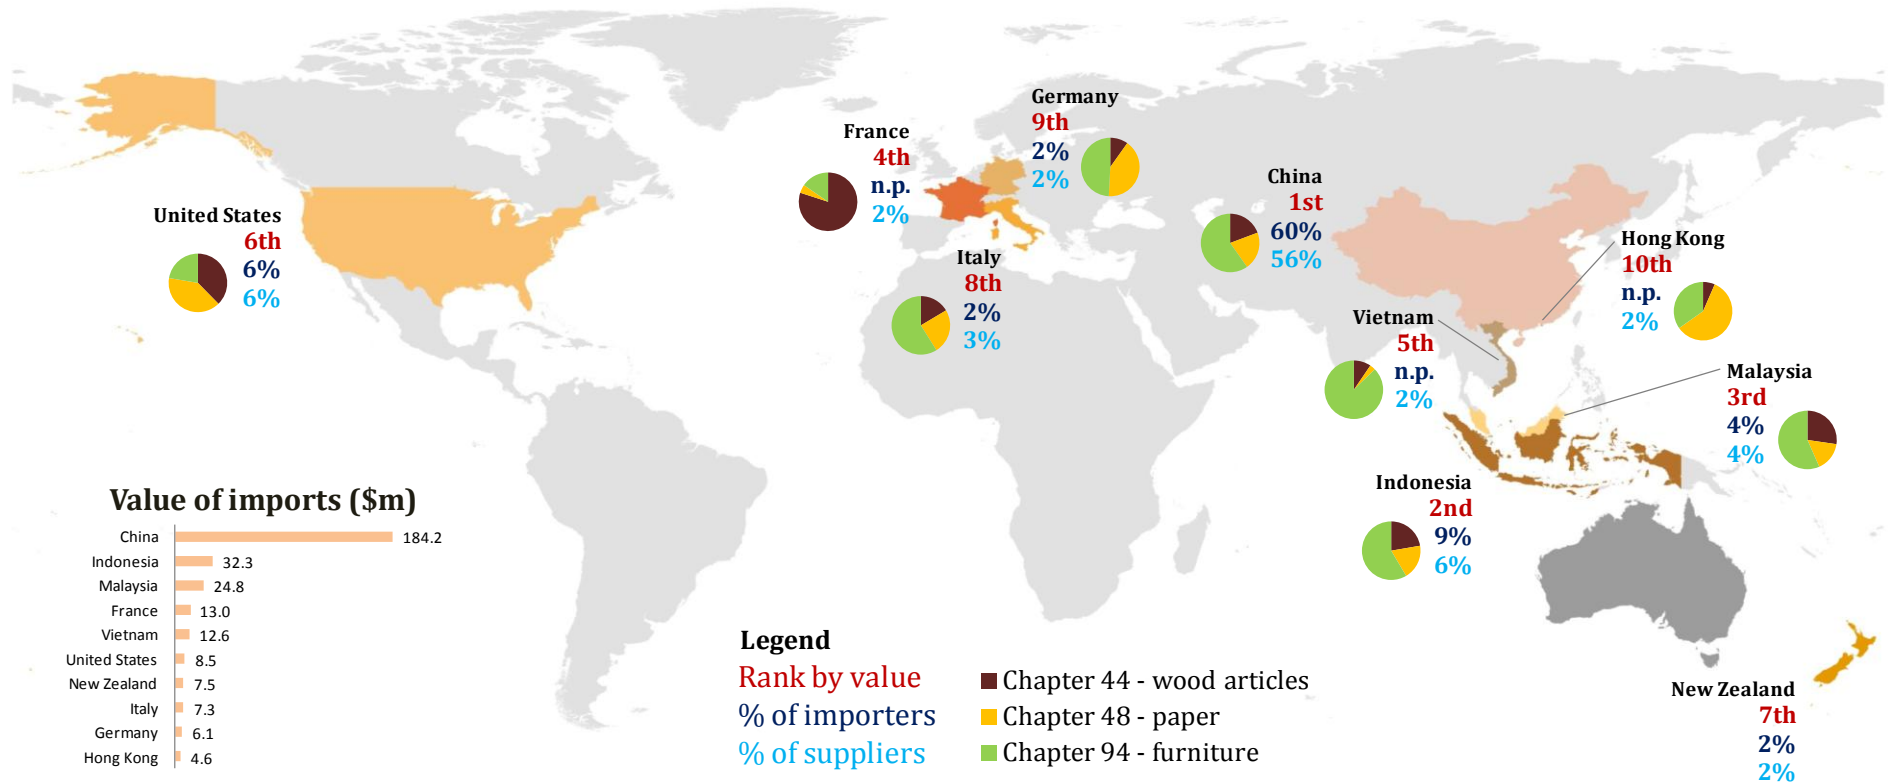 Germany
9th
2%
2%
France
4th
n.p.
2%
China
1st
60%
56%
United States
6th
6%
6%
Hong Kong
10th
n.p.
2%
Italy
8th
2%
3%
Vietnam
5th
n.p.
2%
Malaysia
3rd
4%
4%
Indonesia
2nd
9%
6%
Value of imports ($m)
China 184.2
Indonesia 32.3
Malaysia 24.8
France 13.0
Vietnam 12.6
United States 8.5
New Zealand 7.5
Italy 7.3
Germany 6.1
Hong Kong 4.6
Legend
Rank by value
% of importers
% of suppliers
Chapter 44 - wood articles
Chapter 48 - paper
Chapter 94 - furniture
New Zealand
7th
2%
2%